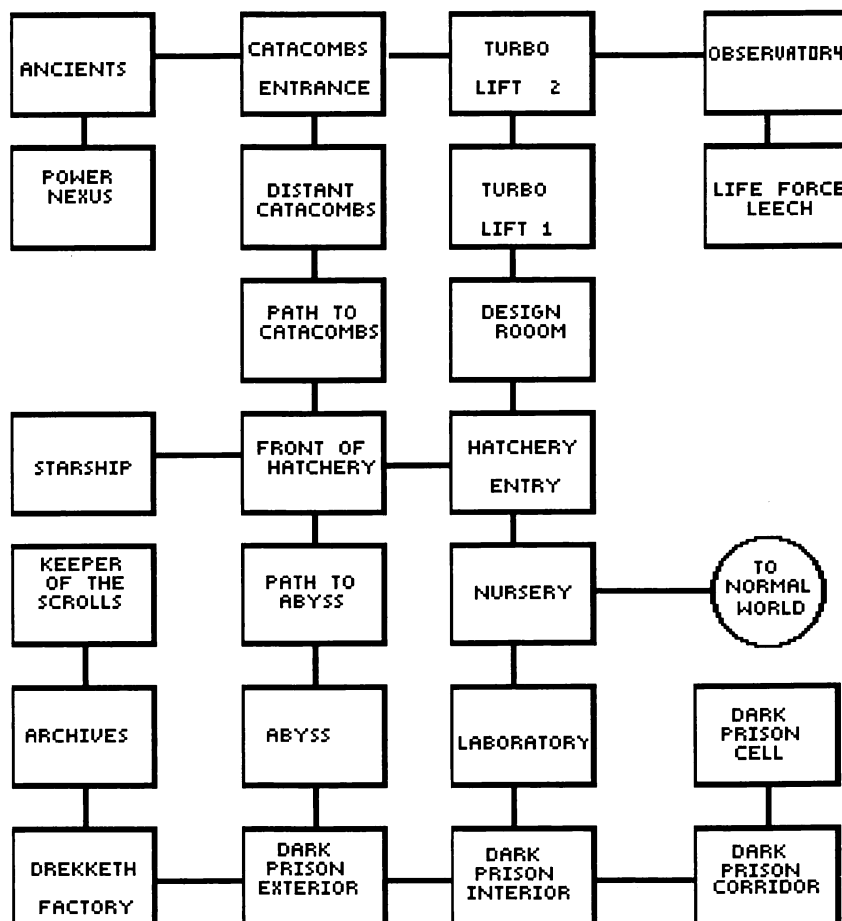 ANCIENTS
CATACOMBS
ENTRANCE
TURBO
LIFT 2
OBSERVATORY
POWER
NEXUS
DISTANT
CATACOMBS
TURBO
LIFT 1
LIFE FORCE
LEECH
PATH TO
CATACOMBS
DESIGN
ROOOM
STARSHIP
FRONT OF
HATCHERY
HATCHERY
ENTRY
KEEPER
OF THE
SCROLLS
PATH TO
ABYSS
NURSERY
TO
NORMAL
WORLD
ARCHIVES
ABYSS
LABORATORY
DARK
PRISON
CELL
DREKKETH
FACTORY
DARK
PRISON
EXTERIOR
DARK
PRISON
INTERIOR
DARK
PRISON
CORRIDOR